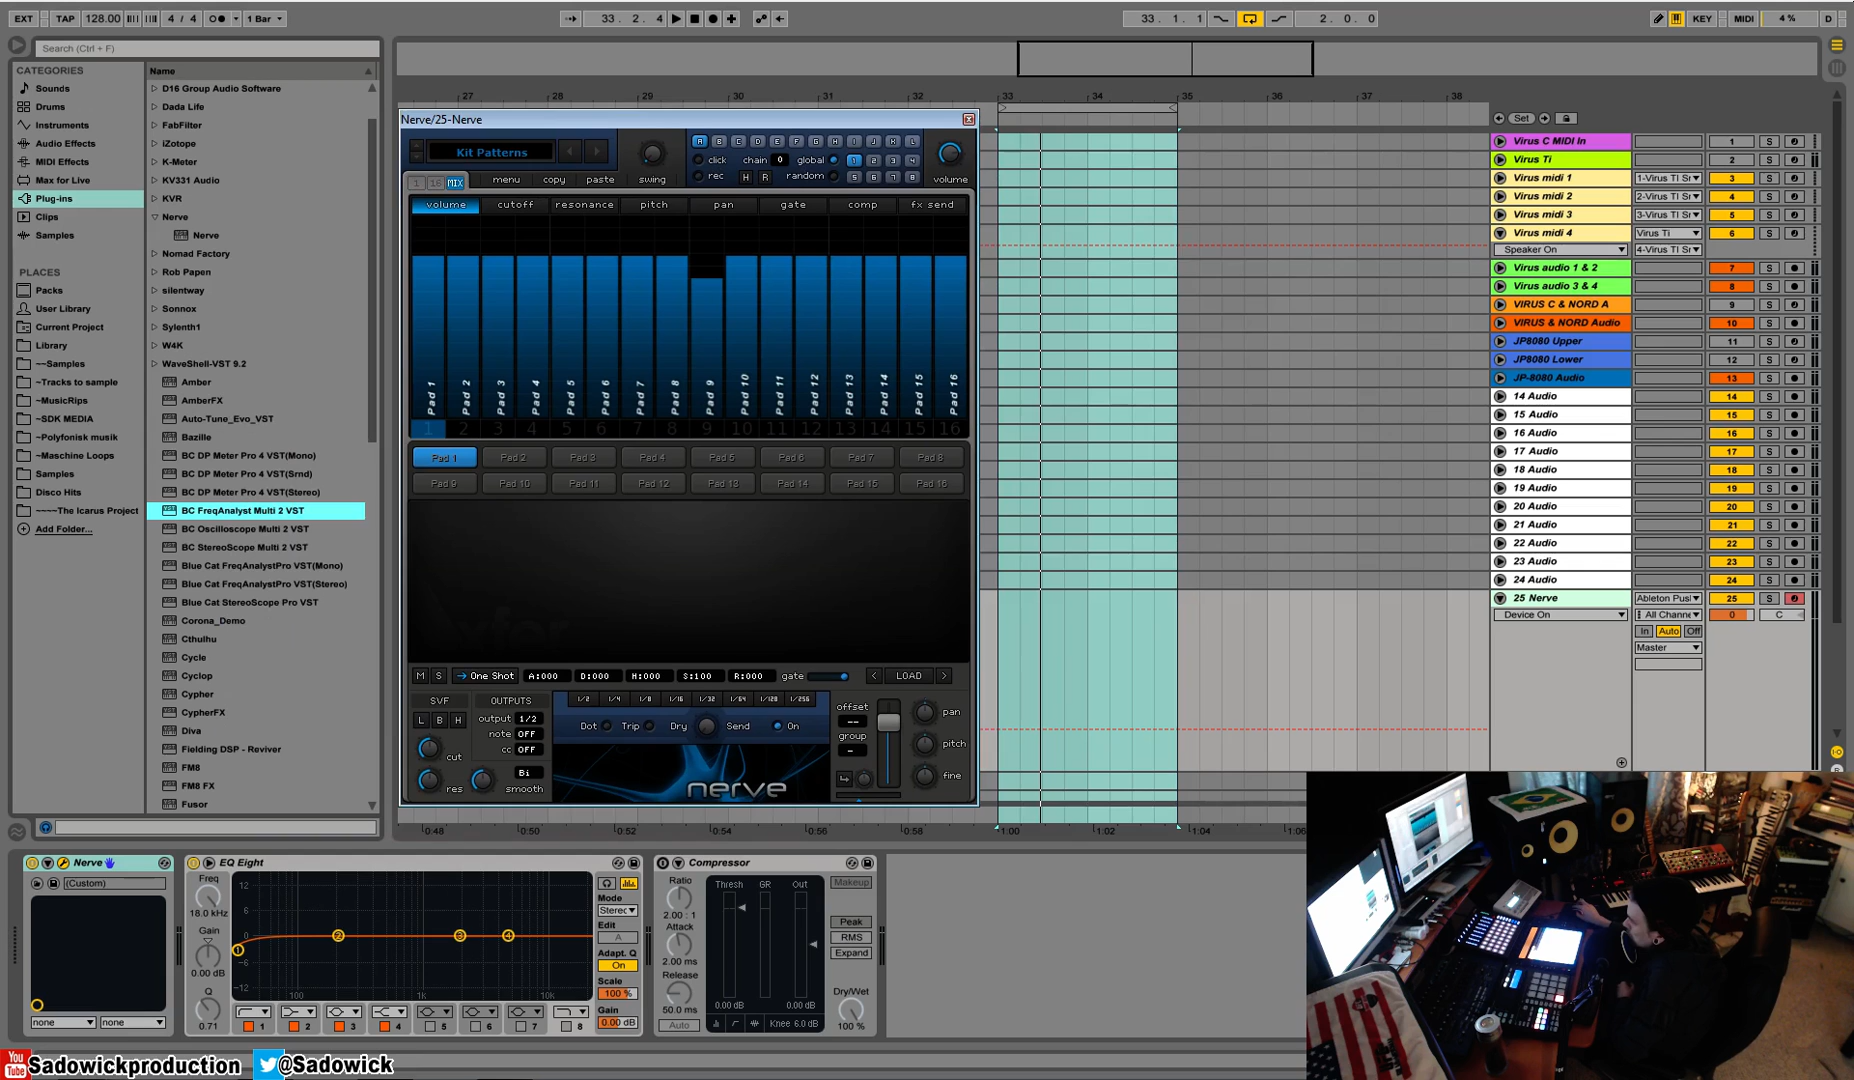 EXT TAP 128.00 4 / 4 1 Bar 33 . 2 . 4 33 . 1 . 1 2 . 0 . 0 KEY MIDI 4 % D
Search (Ctrl + F)
CATEGORIES
Sounds
Drums
Instruments
Audio Effects
MIDI Effects
Max for Live
Plug-ins
Clips
Samples
PLACES
Packs
User Library
Current Project
Library
~~Samples
~Tracks to sample
~MusicRips
~SDK MEDIA
~Polyfonisk musik
~Maschine Loops
Samples
Disco Hits
~~~~The Icarus Project
Add Folder...
Name
D16 Group Audio Software
Dada Life
FabFilter
iZotope
K-Meter
KV331 Audio
KVR
Nerve
Nerve
Nomad Factory
Rob Papen
silentway
Sonnox
Sylenth1
W4K
WaveShell-VST 9.2
Amber
AmberFX
Auto-Tune_Evo_VST
Bazille
BC DP Meter Pro 4 VST(Mono)
BC DP Meter Pro 4 VST(Srnd)
BC DP Meter Pro 4 VST(Stereo)
BC FreqAnalyst Multi 2 VST
BC Oscilloscope Multi 2 VST
BC StereoScope Multi 2 VST
Blue Cat FreqAnalystPro VST(Mono)
Blue Cat FreqAnalystPro VST(Stereo)
Blue Cat StereoScope Pro VST
Corona_Demo
Cthulhu
Cycle
Cyclop
Cypher
CypherFX
Diva
Fielding DSP - Reviver
FM8
FM8 FX
Fusor
27 28 29 30 31 32 33 34 35 36 37 38
Nerve/25-Nerve
Kit Patterns
A B C D E F G H I J K L
click chain 0 global 1 2 3 4
rec H R random 5 6 7 8
swing volume
1 16 MIX menu copy paste
volume cutoff resonance pitch pan gate comp fx send
Pad 1 Pad 2 Pad 3 Pad 4 Pad 5 Pad 6 Pad 7 Pad 8 Pad 9 Pad 10 Pad 11 Pad 12 Pad 13 Pad 14 Pad 15 Pad 16
1 2 3 4 5 6 7 8 9 10 11 12 13 14 15 16
Pad 1 Pad 2 Pad 3 Pad 4 Pad 5 Pad 6 Pad 7 Pad 8
Pad 9 Pad 10 Pad 11 Pad 12 Pad 13 Pad 14 Pad 15 Pad 16
M S One Shot A:000 D:000 H:000 S:100 R:000 gate LOAD
SVF OUTPUTS 1/2 1/4 1/8 1/16 1/32 1/64 1/128 1/256
L B H output 1/2 Dot Trip Dry Send On
note OFF
cc OFF
cut
Bi
res smooth
nerve
offset -- pan
group - pitch
fine
0:48 0:50 0:52 0:54 0:56 0:58 1:00 1:02 1:04 1:06
Set
Virus C MIDI In 1 S
Virus Ti 2 S
Virus midi 1 1-Virus TI Sr 3 S
Virus midi 2 2-Virus TI Sr 4 S
Virus midi 3 3-Virus TI Sr 5 S
Virus midi 4 Virus Ti 6 S
Speaker On 4-Virus TI Sr
Virus audio 1 & 2 7 S
Virus audio 3 & 4 8 S
VIRUS C & NORD A 9 S
VIRUS & NORD Audio 10 S
JP8080 Upper 11 S
JP8080 Lower 12 S
JP-8080 Audio 13 S
14 Audio 14 S
15 Audio 15 S
16 Audio 16 S
17 Audio 17 S
18 Audio 18 S
19 Audio 19 S
20 Audio 20 S
21 Audio 21 S
22 Audio 22 S
23 Audio 23 S
24 Audio 24 S
25 Nerve Ableton Pus 25 S
Device On All Channe 0 C
In Auto Off
Master
Nerve
(Custom)
none none
EQ Eight
Freq
18.0 kHz
Gain
0.00 dB
Q
0.71
12
6
0
-6
-12
1 2 3 4
100 1k 10k
1 2 3 4 5 6 7 8
Mode
Stereo
Edit
A
Adapt. Q
On
Scale
100 %
Gain
0.00 dB
Compressor
Ratio
2.00 : 1
Attack
2.00 ms
Release
50.0 ms
Auto
Thresh GR Out
0.00 dB 0.00 dB
Knee 6.0 dB
Makeup
Peak
RMS
Expand
Dry/Wet
100 %
You Tube Sadowickproduction @Sadowick